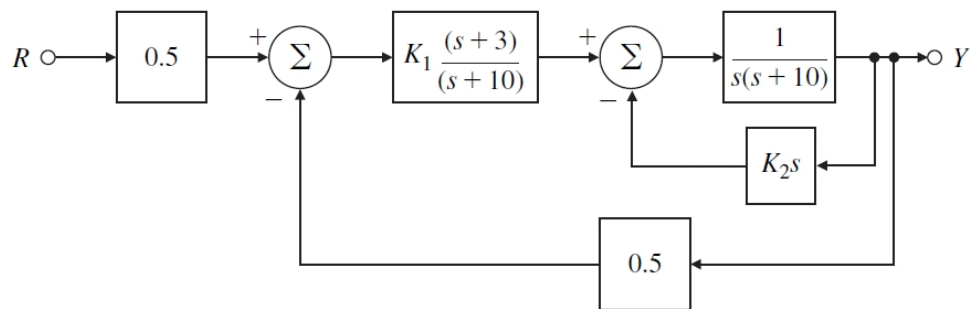 R
0.5
+
Σ
−
K₁ (s + 3)
(s + 10)
+
Σ
−
1
s(s + 10)
Y
K₂s
0.5